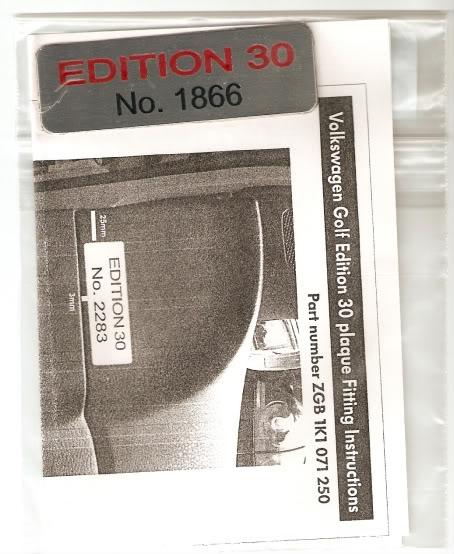 EDITION 30
No. 1866
Volkswagen Golf Edition 30 plaque Fitting Instructions
Part number ZGB 1K1 071 250
25mm
3mm
EDITION 30
No. 2283